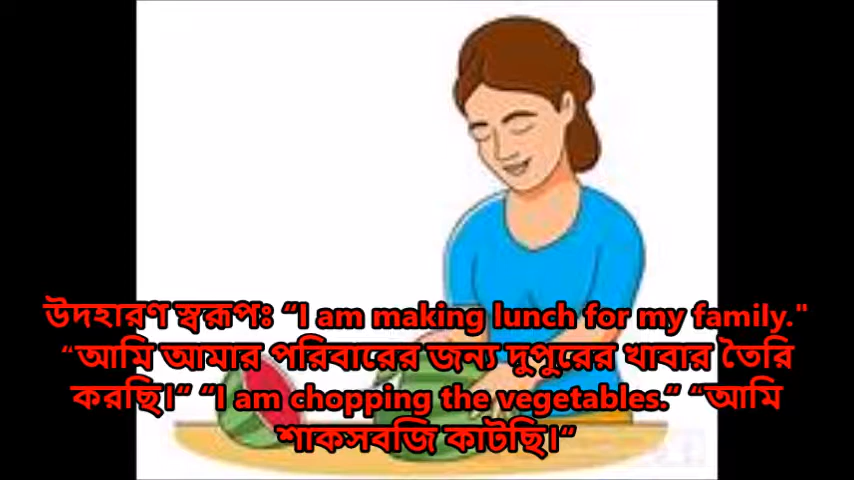 উদহারণ স্বরূপঃ “I am making lunch for my family."
“আমি আমার পরিবারের জন্য দুপুরের খাবার তৈরি
করছি।“ “I am chopping the vegetables.“ “আমি
শাকসবজি কাটছি।“